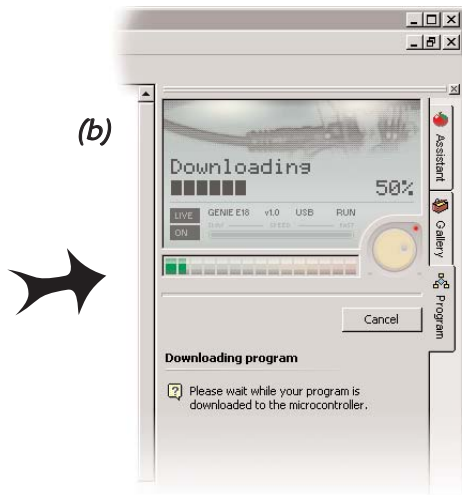 (b)
Downloading
50%
LIVE GENIE E18 v1.0 USB RUN
ON
Cancel
Downloading program
Please wait while your program is
downloaded to the microcontroller.
Assistant
Gallery
Program